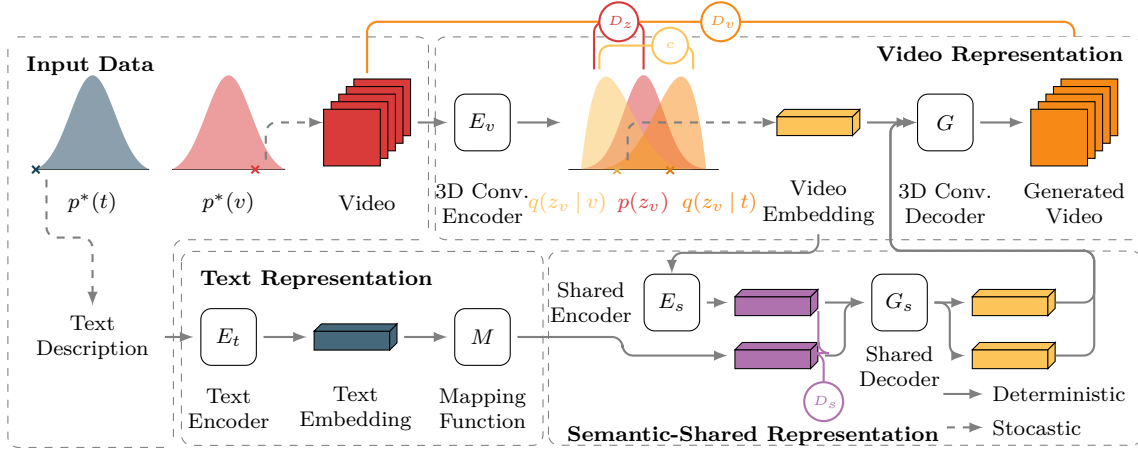 D_z
D_v
c
Input Data
Video Representation
E_v
G
p*(t)
p*(v)
Video
3D Conv.
Encoder
q(z_v | v)
p(z_v)
q(z_v | t)
Video
Embedding
3D Conv.
Decoder
Generated
Video
Text Representation
Shared
Encoder
E_s
G_s
Text
Description
E_t
M
Shared
Decoder
Text
Encoder
Text
Embedding
Mapping
Function
D_s
Deterministic
Semantic-Shared Representation
Stocastic